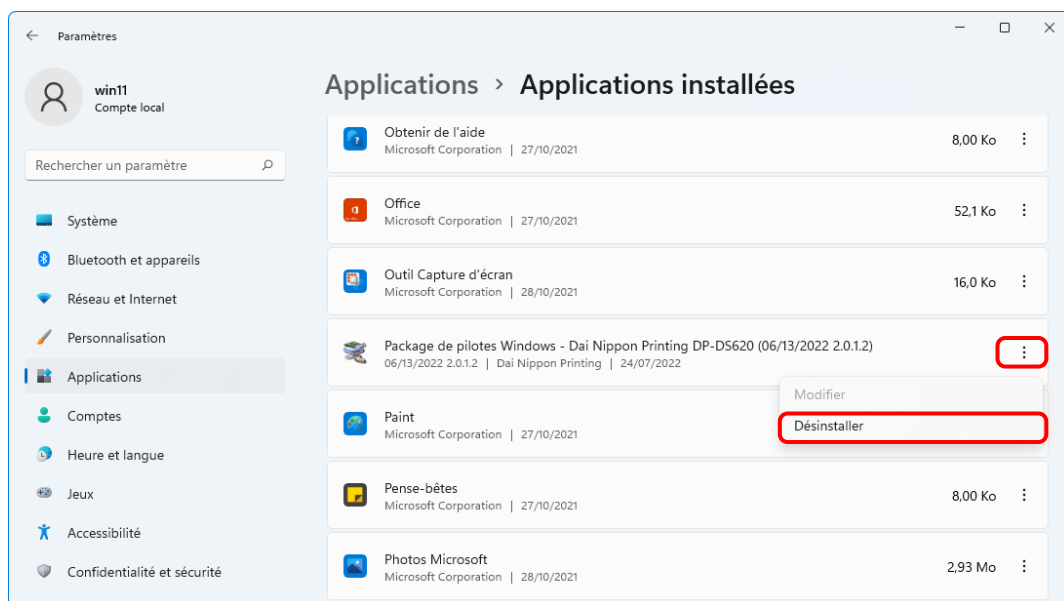 Paramètres
win11
Compte local
Rechercher un paramètre
Système
Bluetooth et appareils
Réseau et Internet
Personnalisation
Applications
Comptes
Heure et langue
Jeux
Accessibilité
Confidentialité et sécurité
Applications > Applications installées
Obtenir de l'aide
Microsoft Corporation | 27/10/2021
8,00 Ko
Office
Microsoft Corporation | 27/10/2021
52,1 Ko
Outil Capture d'écran
Microsoft Corporation | 28/10/2021
16,0 Ko
Package de pilotes Windows - Dai Nippon Printing DP-DS620 (06/13/2022 2.0.1.2)
06/13/2022 2.0.1.2 | Dai Nippon Printing | 24/07/2022
Modifier
Désinstaller
Paint
Microsoft Corporation | 27/10/2021
Pense-bêtes
Microsoft Corporation | 27/10/2021
8,00 Ko
Photos Microsoft
Microsoft Corporation | 28/10/2021
2,93 Mo